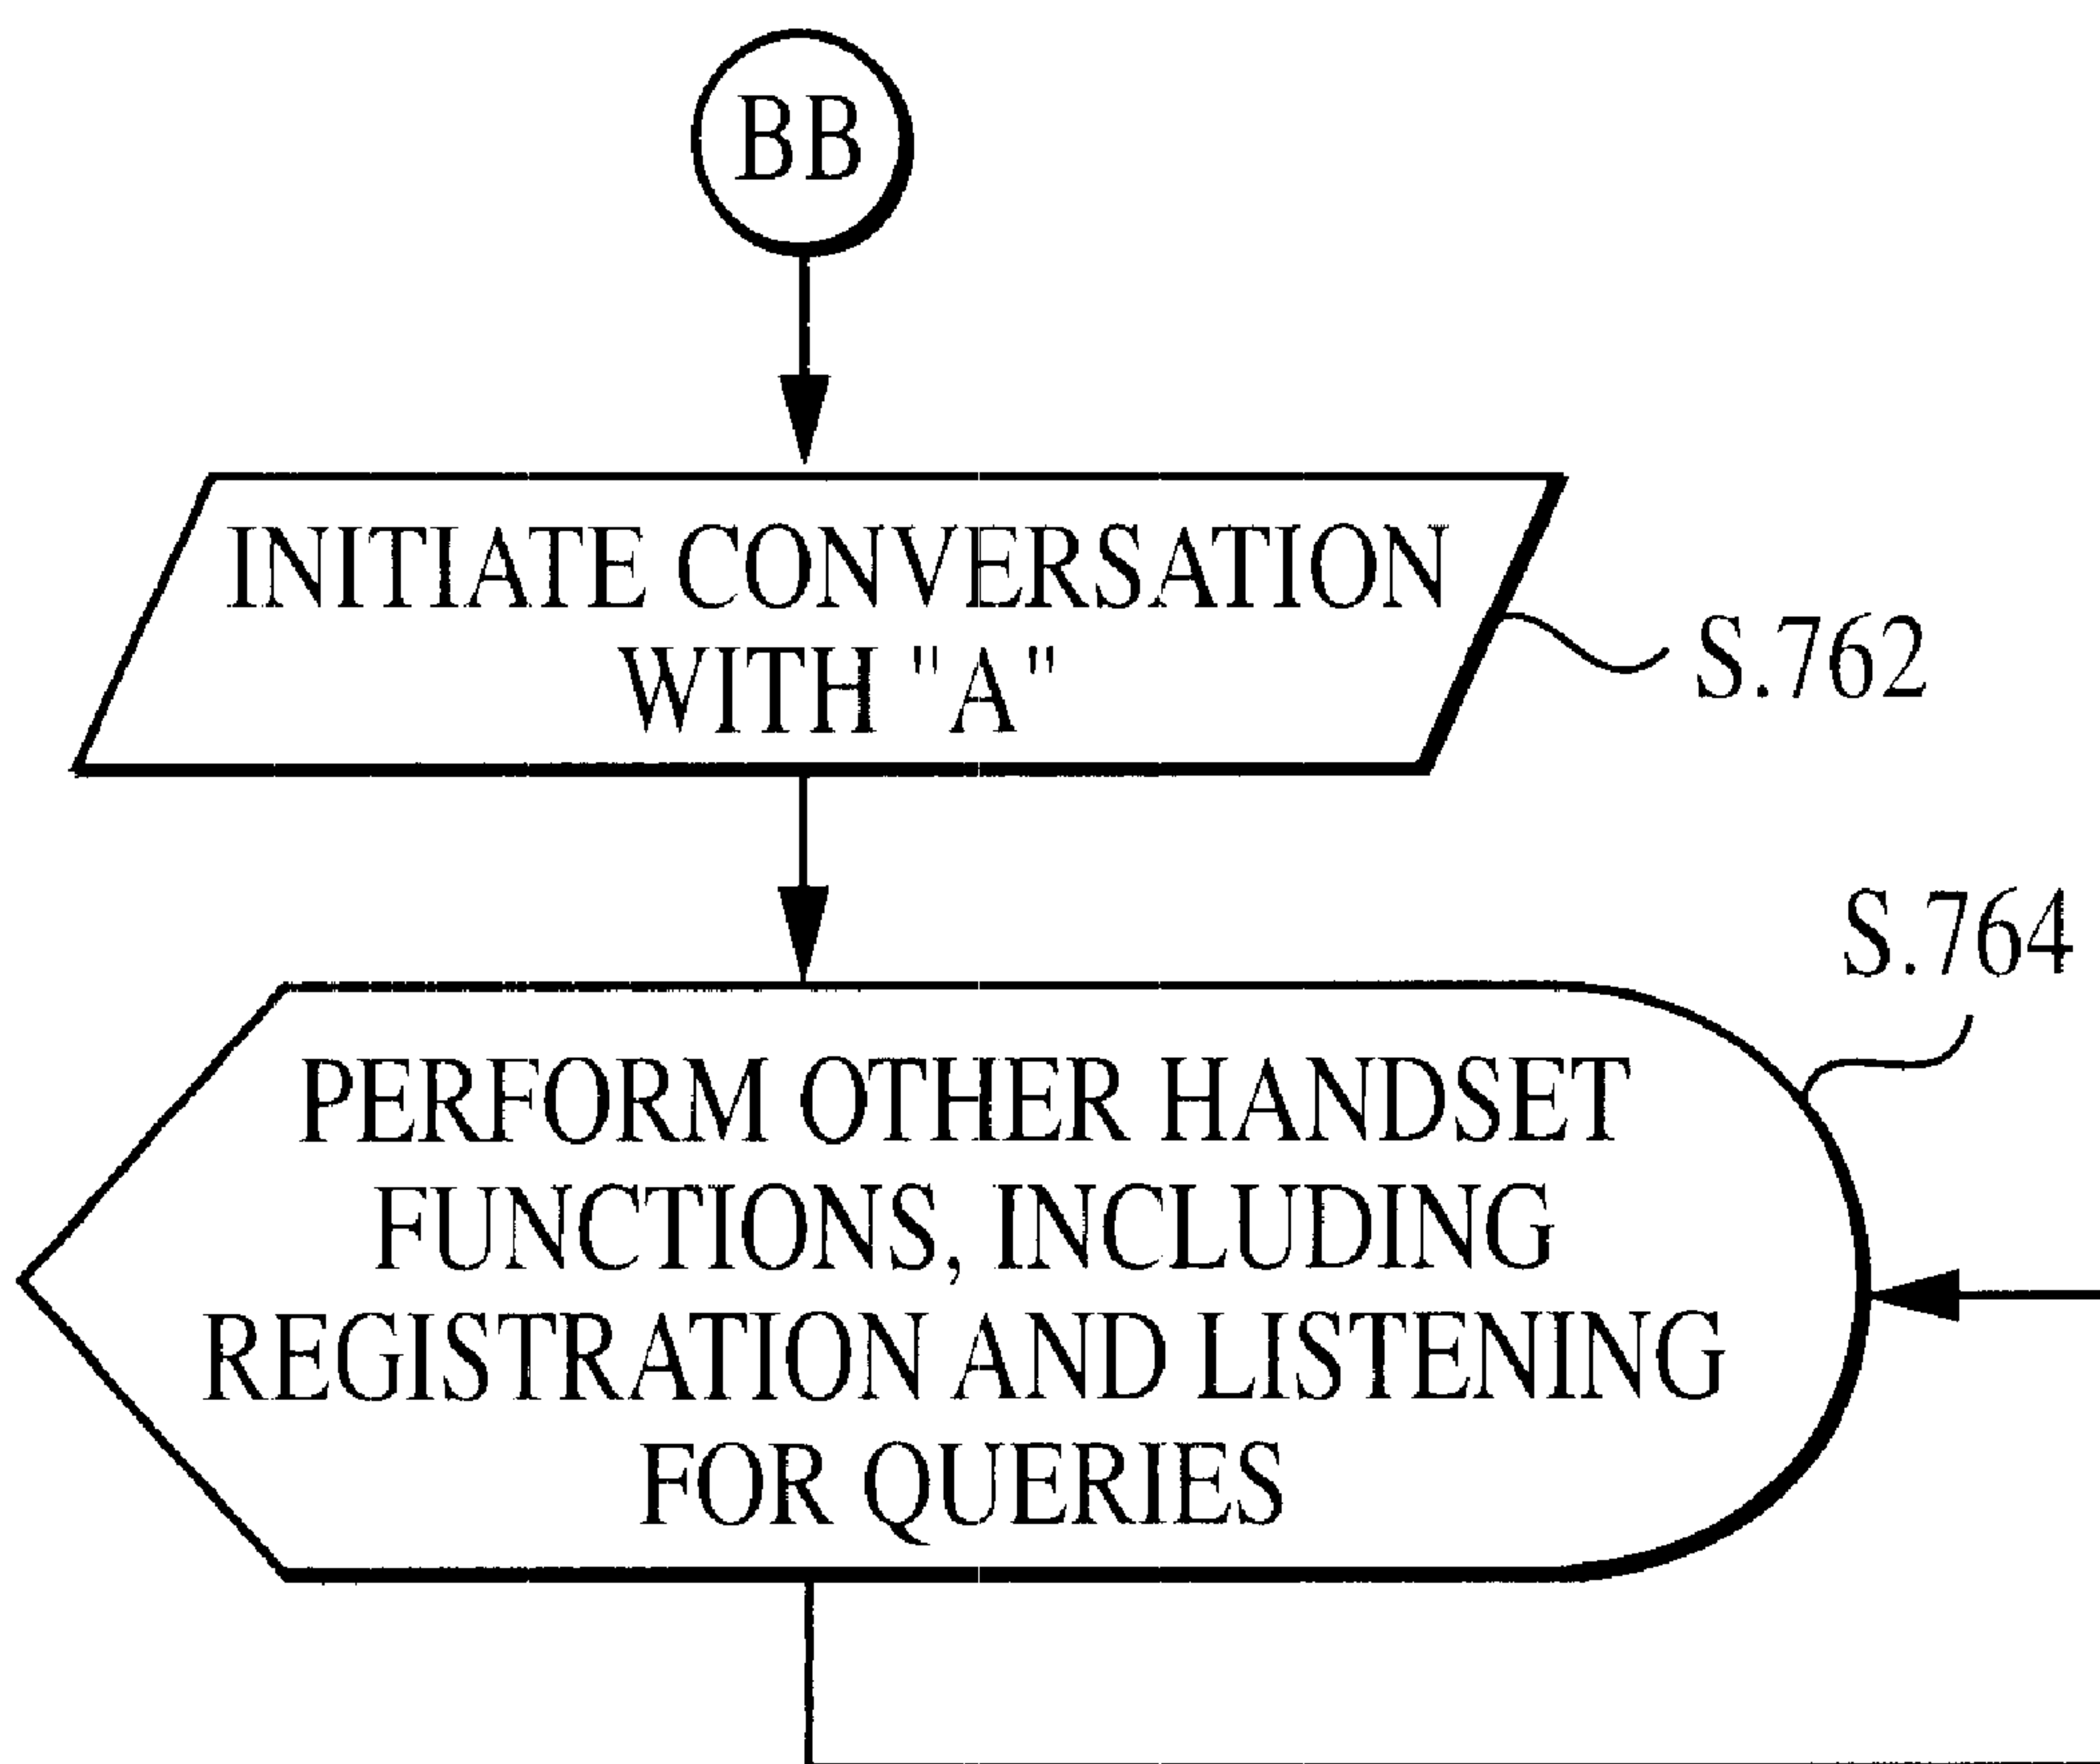 BB
INITIATE CONVERSATION
WITH "A"
S.762
S.764
PERFORM OTHER HANDSET
FUNCTIONS, INCLUDING
REGISTRATION AND LISTENING
FOR QUERIES